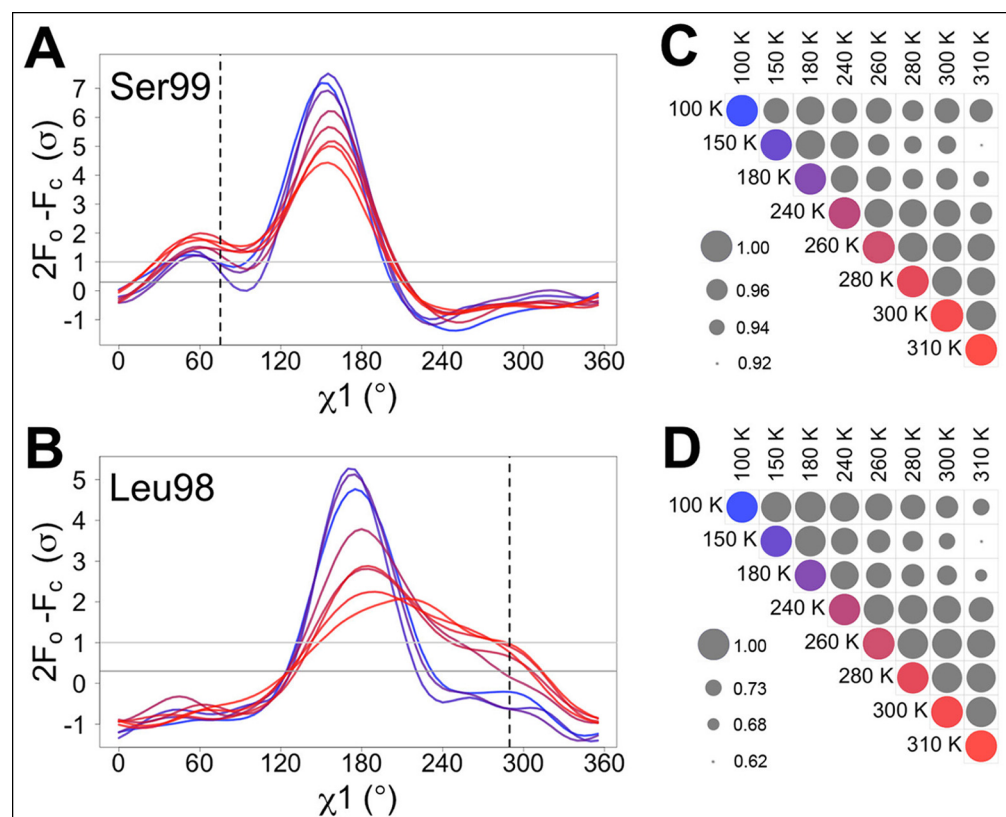 A
Ser99
2Fo-Fc (σ)
7
6
5
4
3
2
1
0
-1
0 60 120 180 240 300 360
χ1 (°)
C
100 K 150 K 180 K 240 K 260 K 280 K 300 K 310 K
100 K
150 K
180 K
240 K
1.00 260 K
0.96 280 K
0.94 300 K
0.92 310 K
B
Leu98
2Fo-Fc (σ)
5
4
3
2
1
0
-1
0 60 120 180 240 300 360
χ1 (°)
D
100 K 150 K 180 K 240 K 260 K 280 K 300 K 310 K
100 K
150 K
180 K
240 K
1.00 260 K
0.73 280 K
0.68 300 K
0.62 310 K